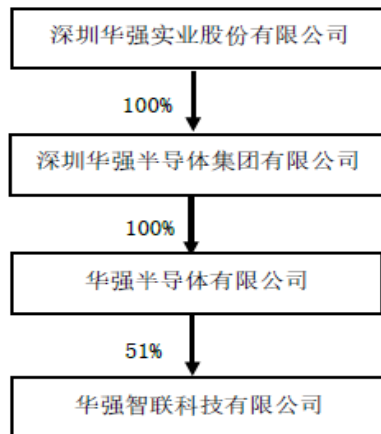 深圳华强实业股份有限公司
100%
深圳华强半导体集团有限公司
100%
华强半导体有限公司
51%
华强智联科技有限公司